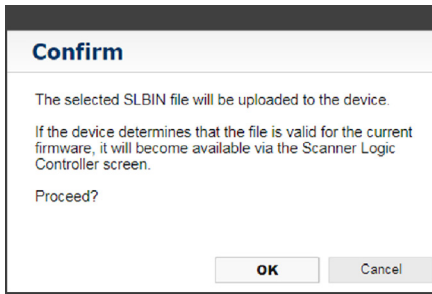 Confirm
The selected SLBIN file will be uploaded to the device.
If the device determines that the file is valid for the current
firmware, it will become available via the Scanner Logic
Controller screen.
Proceed?
OK Cancel